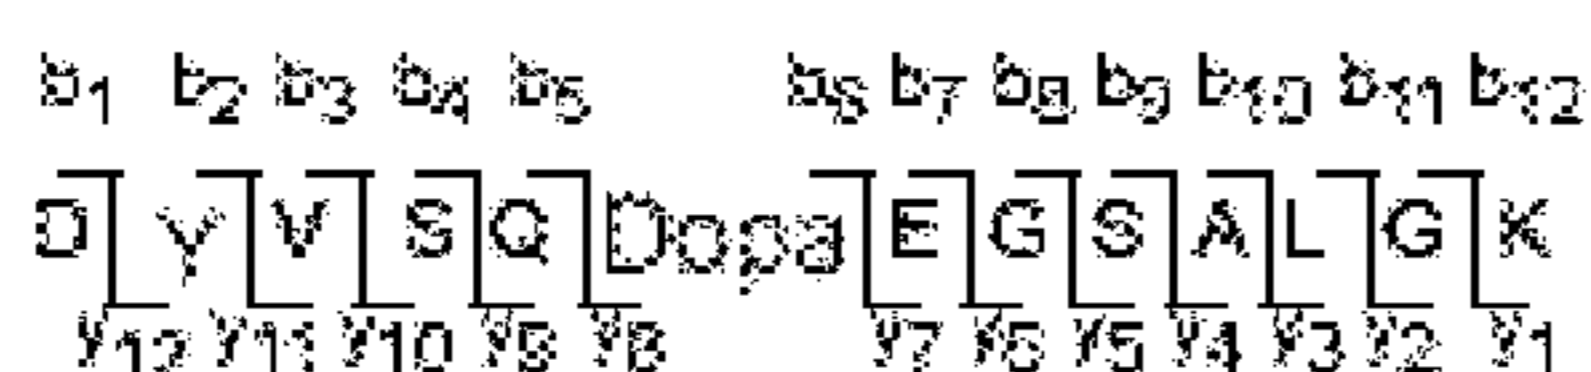 b1 b2 b3 b4 b5 b6 b7 b8 b9 b10 b11 b12
D Y V S Q Dopa E G S A L G K
y12 y11 y10 y9 y8 y7 y6 y5 y4 y3 y2 y1